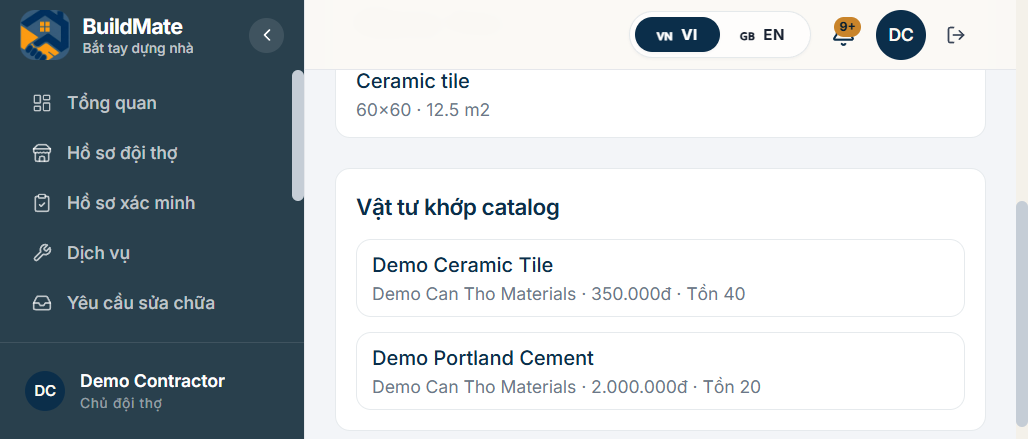 BuildMate
Bắt tay dựng nhà
Tổng quan
Hồ sơ đội thợ
Hồ sơ xác minh
Dịch vụ
Yêu cầu sửa chữa
DC
Demo Contractor
Chủ đội thợ
VN VI
GB EN
9+
DC
Ceramic tile
60×60 · 12.5 m2
Vật tư khớp catalog
Demo Ceramic Tile
Demo Can Tho Materials · 350.000đ · Tồn 40
Demo Portland Cement
Demo Can Tho Materials · 2.000.000đ · Tồn 20